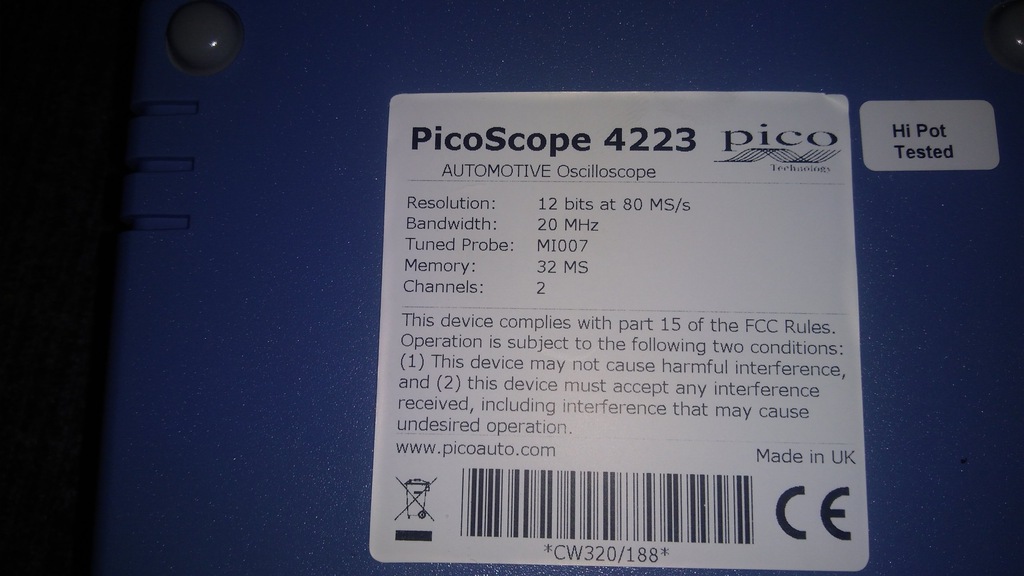 PicoScope 4223
pico
Technology
AUTOMOTIVE Oscilloscope
Hi Pot
Tested
Resolution: 12 bits at 80 MS/s
Bandwidth: 20 MHz
Tuned Probe: MI007
Memory: 32 MS
Channels: 2
This device complies with part 15 of the FCC Rules.
Operation is subject to the following two conditions:
(1) This device may not cause harmful interference,
and (2) this device must accept any interference
received, including interference that may cause
undesired operation.
www.picoauto.com
Made in UK
CE
*CW320/188*